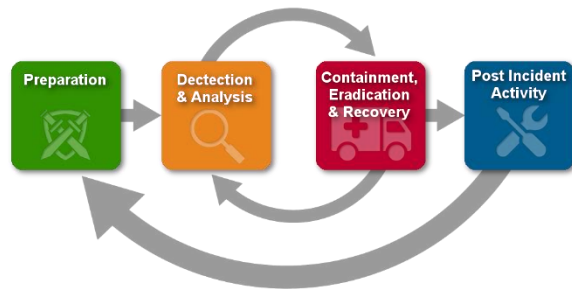 Preparation
Dectection
& Analysis
Containment,
Eradication
& Recovery
Post Incident
Activity